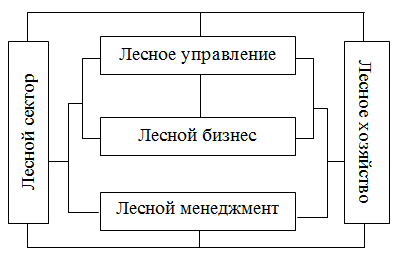 Лесной сектор
Лесное управление
Лесной бизнес
Лесной менеджмент
Лесное хозяйство